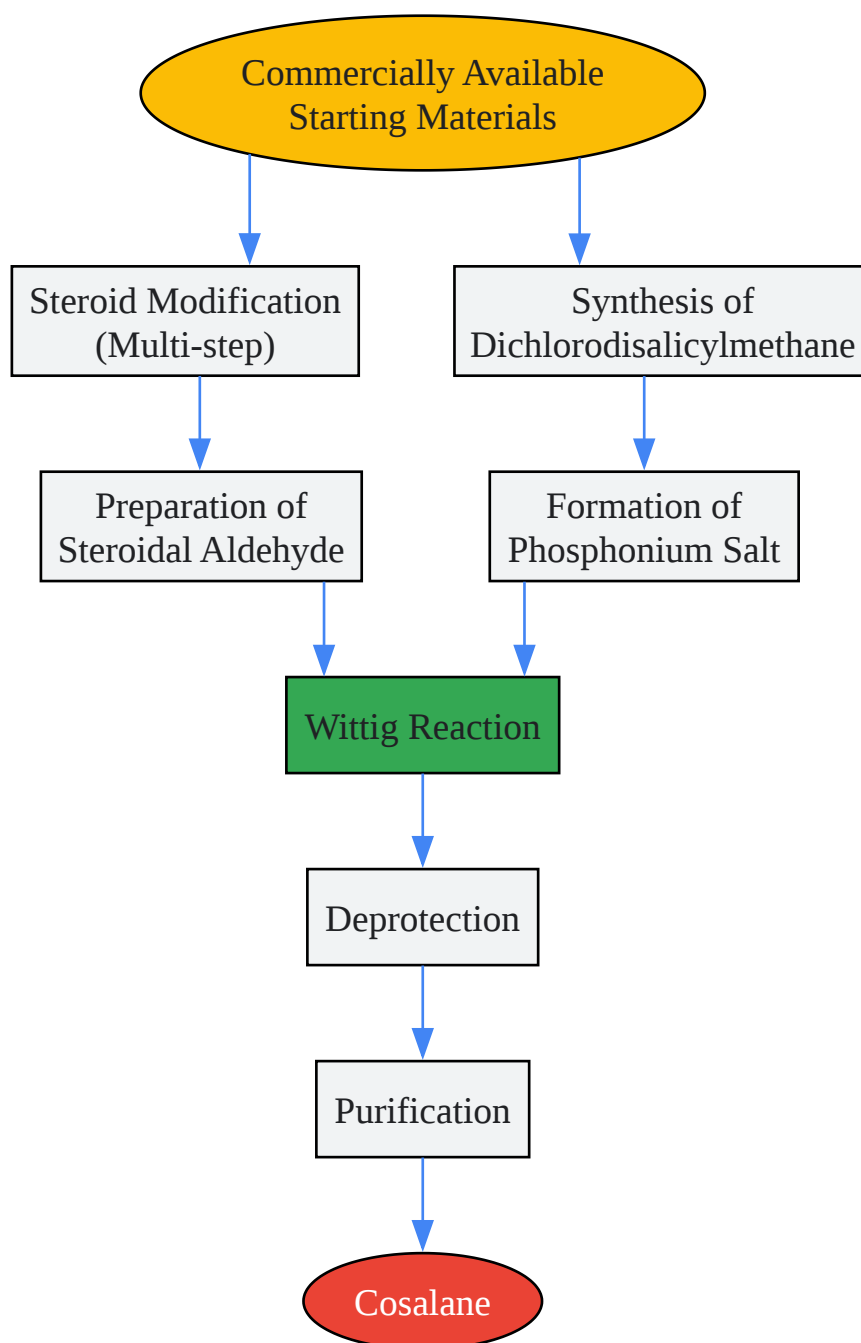 Commercially Available
Starting Materials
Steroid Modification
(Multi-step)
Synthesis of
Dichlorodisalicylmethane
Preparation of
Steroidal Aldehyde
Formation of
Phosphonium Salt
Wittig Reaction
Deprotection
Purification
Cosalane